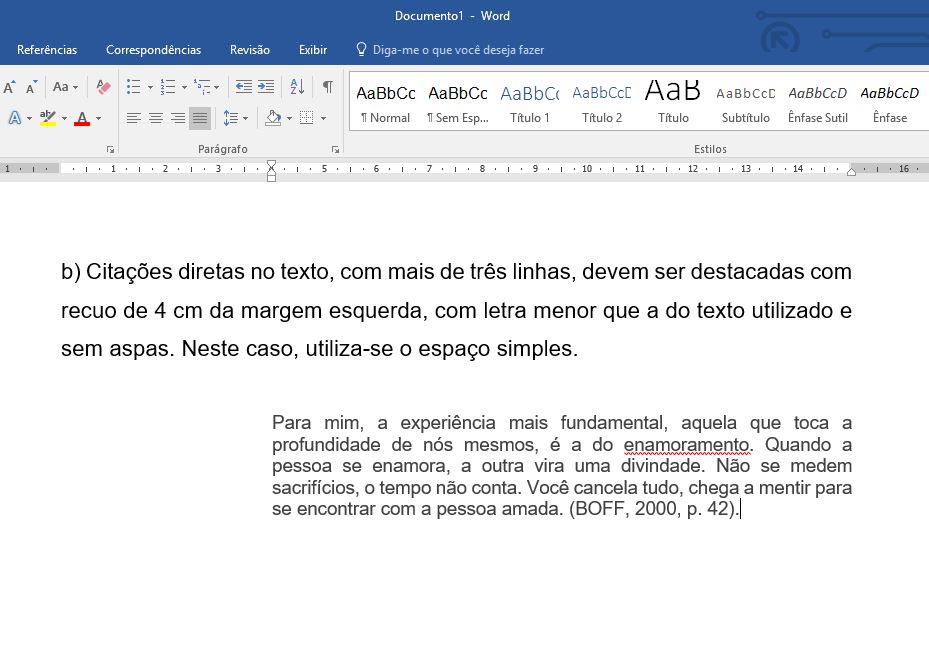 Documento1 - Word
Referências Correspondências Revisão Exibir Diga-me o que você deseja fazer
AaBbCc AaBbCc AaBbCc AaBbCcD AaB AaBbCcD AaBbCcD AaBbCcD
¶ Normal ¶ Sem Esp... Título 1 Título 2 Título Subtítulo Ênfase Sutil Ênfase
Parágrafo Estilos
1 1 2 3 5 6 7 8 9 10 11 12 13 14 16
b) Citações diretas no texto, com mais de três linhas, devem ser destacadas com
recuo de 4 cm da margem esquerda, com letra menor que a do texto utilizado e
sem aspas. Neste caso, utiliza-se o espaço simples.
Para mim, a experiência mais fundamental, aquela que toca a
profundidade de nós mesmos, é a do enamoramento. Quando a
pessoa se enamora, a outra vira uma divindade. Não se medem
sacrifícios, o tempo não conta. Você cancela tudo, chega a mentir para
se encontrar com a pessoa amada. (BOFF, 2000, p. 42).